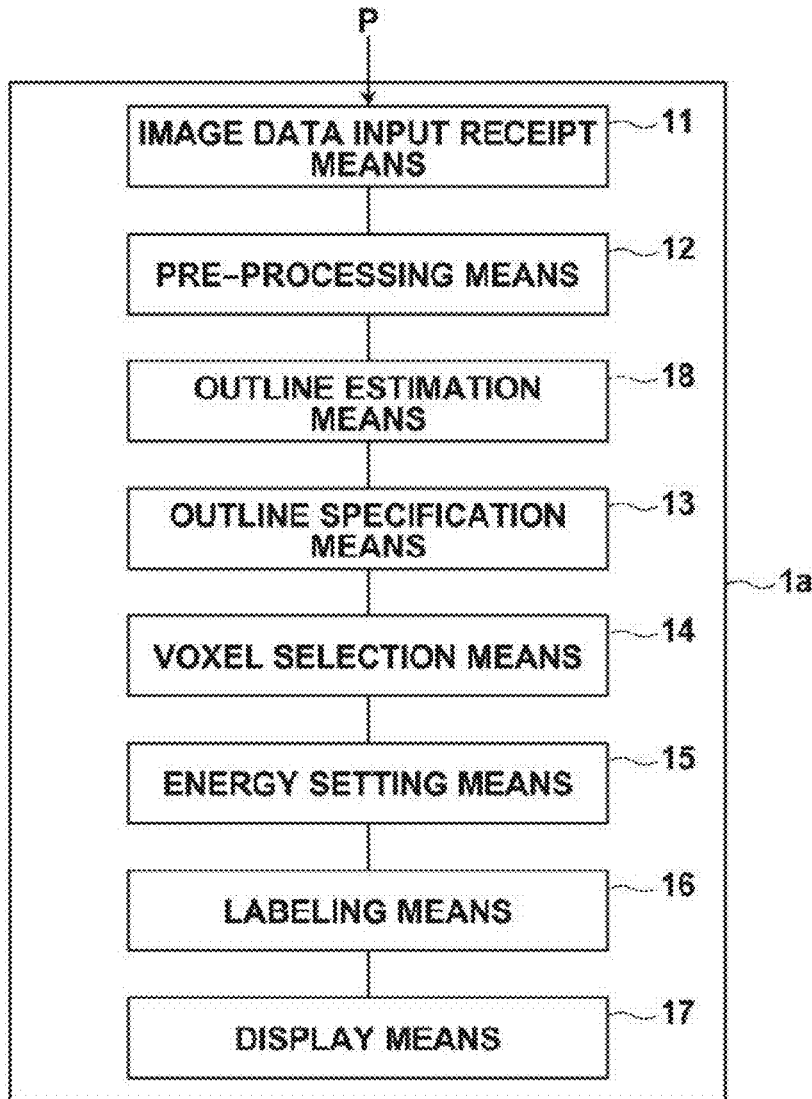 P
IMAGE DATA INPUT RECEIPT
MEANS
11
PRE-PROCESSING MEANS
12
OUTLINE ESTIMATION
MEANS
18
OUTLINE SPECIFICATION
MEANS
13
1a
VOXEL SELECTION MEANS
14
ENERGY SETTING MEANS
15
LABELING MEANS
16
DISPLAY MEANS
17